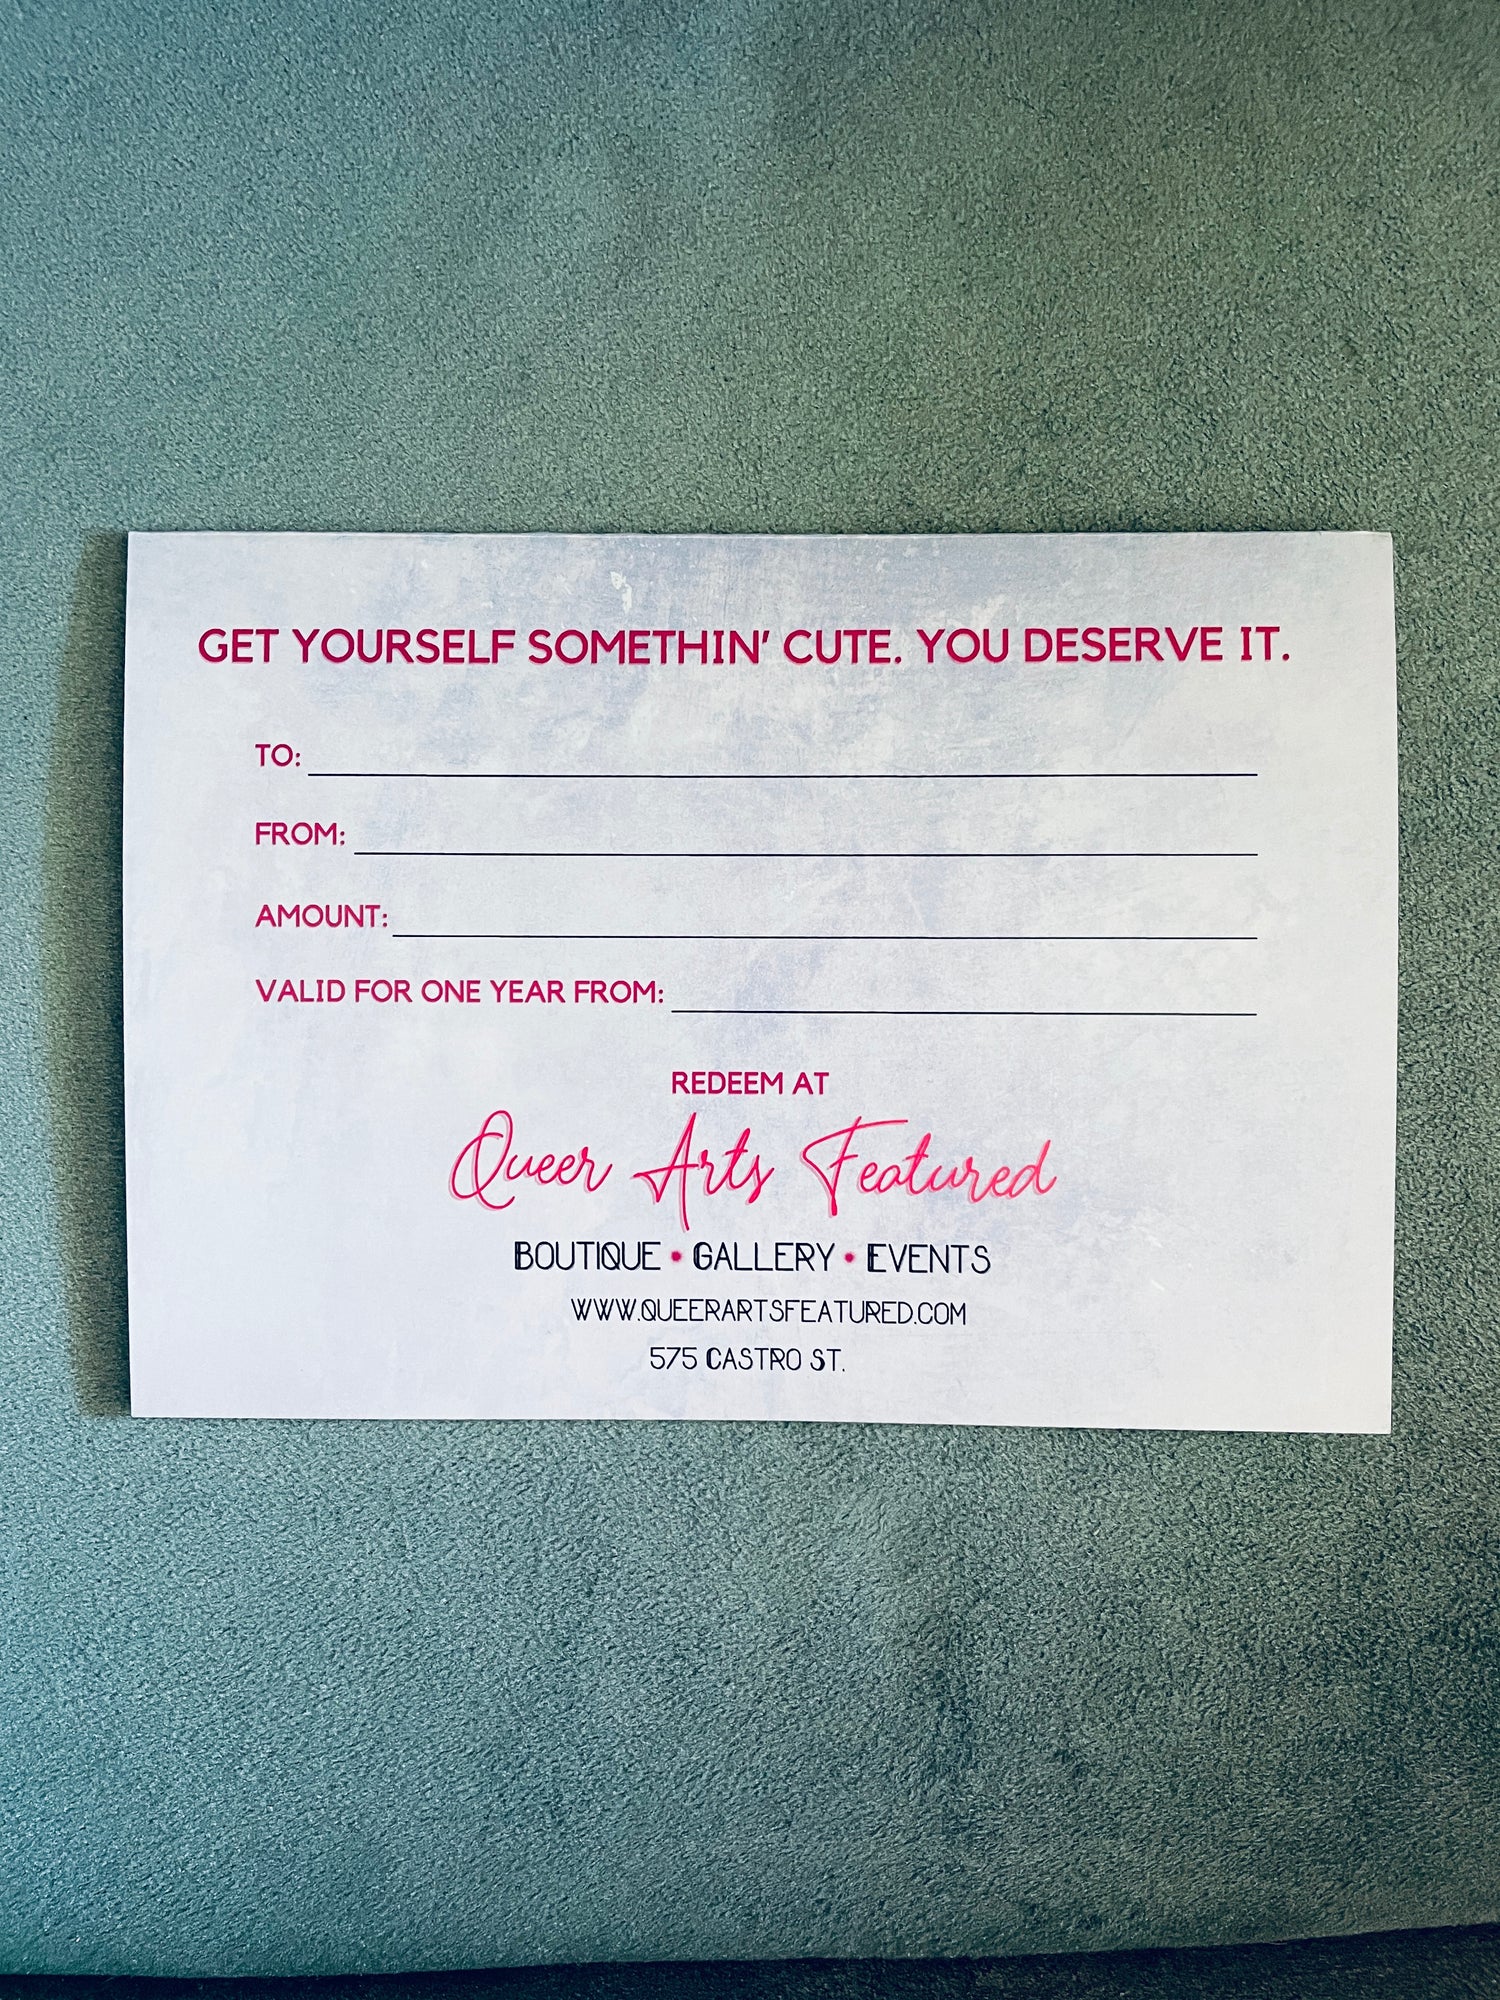 GET YOURSELF SOMETHIN' CUTE. YOU DESERVE IT.
TO:
FROM:
AMOUNT:
VALID FOR ONE YEAR FROM:
REDEEM AT
Queer Arts Featured
BOUTIQUE • GALLERY • EVENTS
WWW.QUEERARTSFEATURED.COM
575 CASTRO ST.